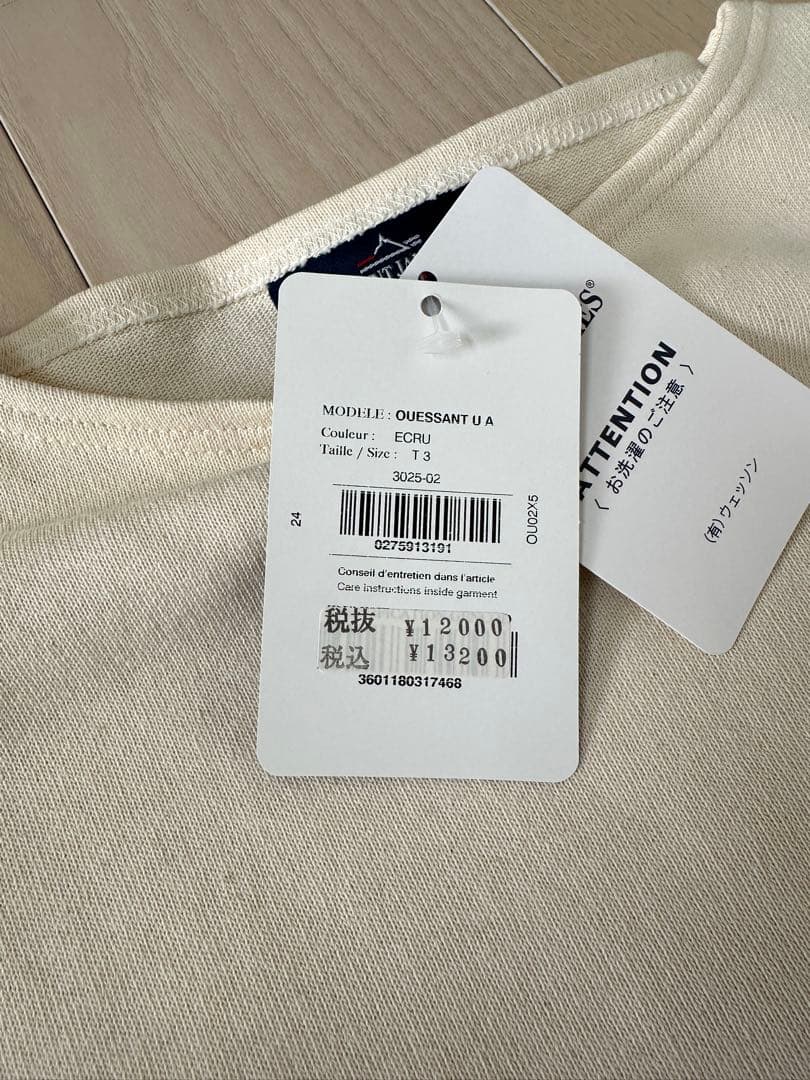 MODELE : OUESSANT U A
Couleur : ECRU
Taille / Size : T 3
3025-02
24
OU02X5
0275913191
Conseil d'entretien dans l'article
Care instructions inside garment
税抜 ¥12000
税込 ¥13200
3601180317468
ATTENTION
〈 お洗濯のご注意 〉
(有)ウェッソン